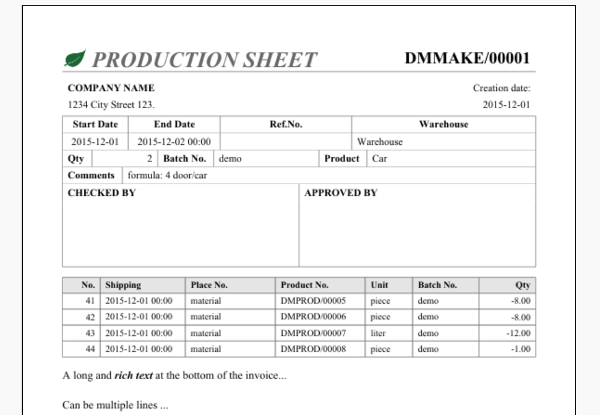 PRODUCTION SHEET DMMAKE/00001
COMPANY NAME Creation date:
1234 City Street 123. 2015-12-01
Start Date End Date Ref.No. Warehouse
2015-12-01 2015-12-02 00:00 Warehouse
Qty 2 Batch No. demo Product Car
Comments formula: 4 door/car
CHECKED BY APPROVED BY
No. Shipping Place No. Product No. Unit Batch No. Qty
41 2015-12-01 00:00 material DMPROD/00005 piece demo -8.00
42 2015-12-01 00:00 material DMPROD/00006 piece demo -8.00
43 2015-12-01 00:00 material DMPROD/00007 liter demo -12.00
44 2015-12-01 00:00 material DMPROD/00008 piece demo -1.00
A long and rich text at the bottom of the invoice...
Can be multiple lines ...